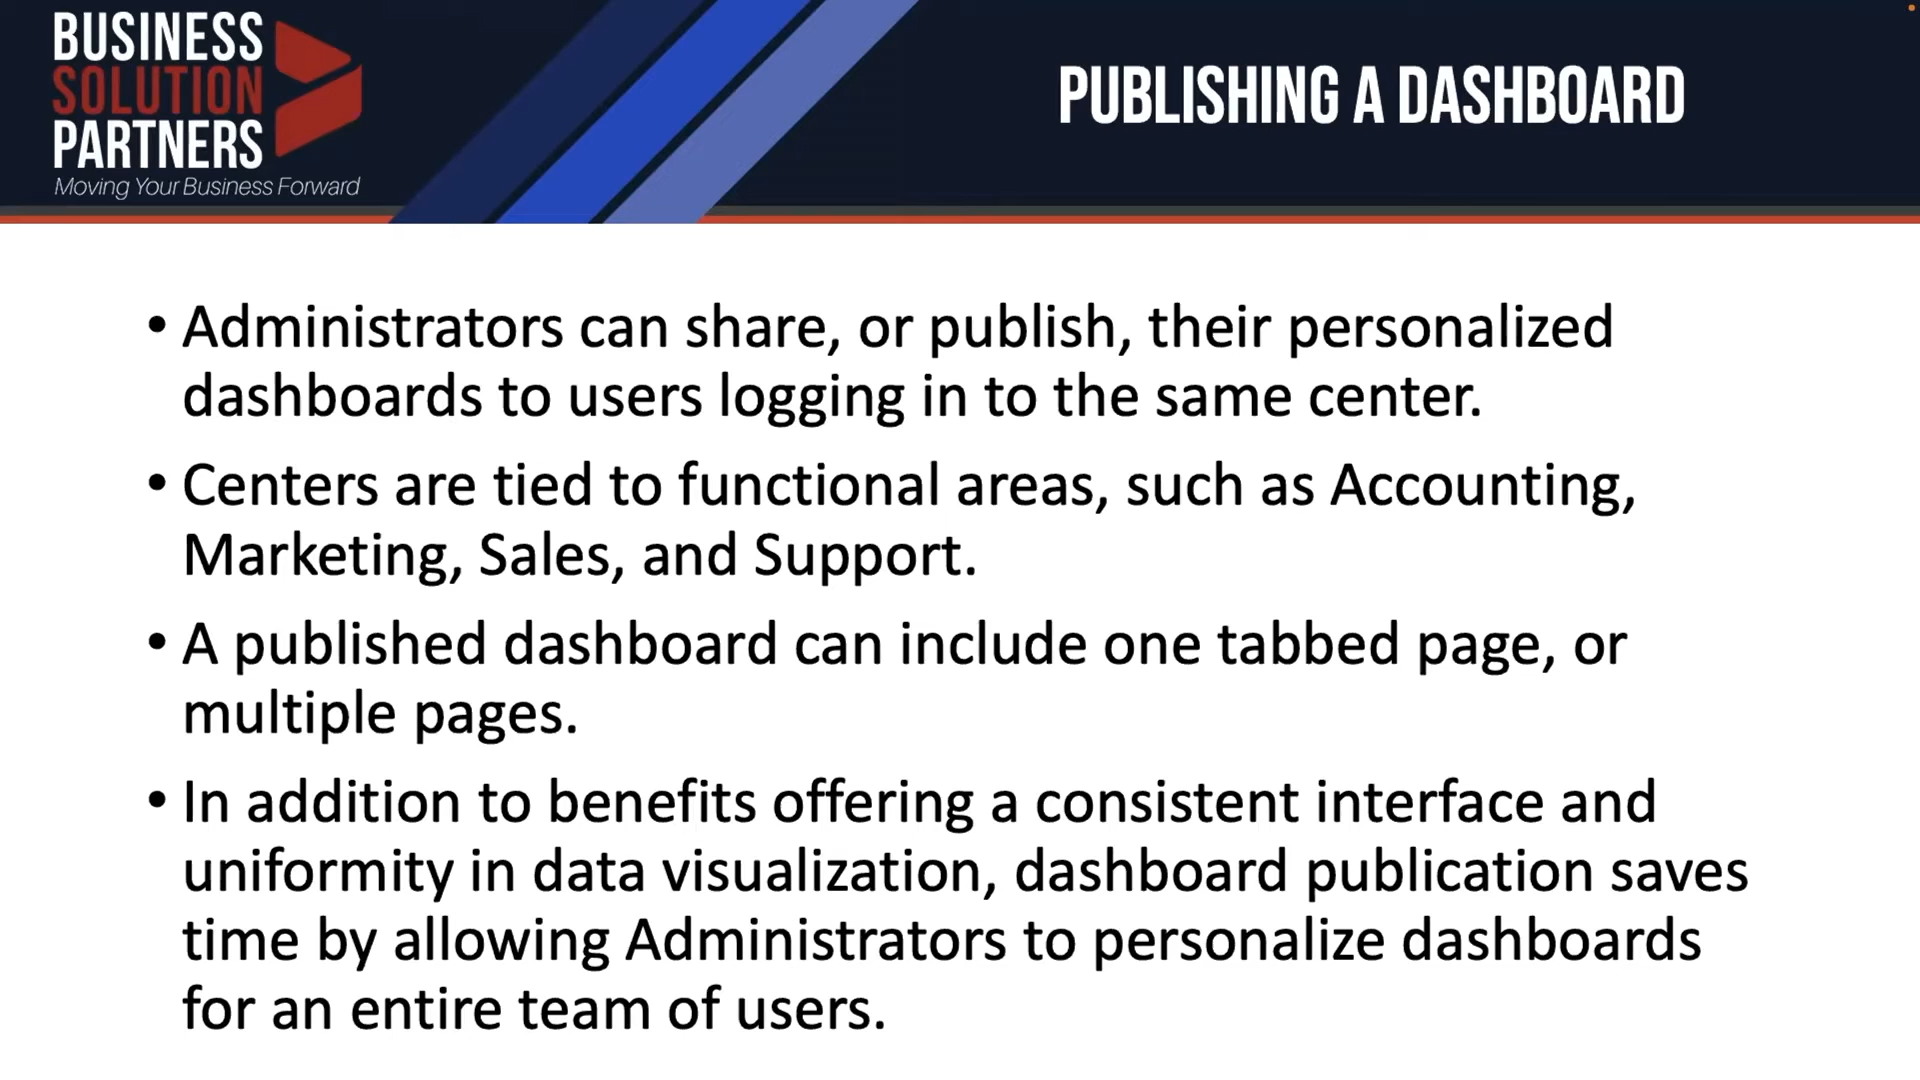 BUSINESS
SOLUTION
PARTNERS
Moving Your Business Forward
PUBLISHING A DASHBOARD
• Administrators can share, or publish, their personalized
dashboards to users logging in to the same center.
• Centers are tied to functional areas, such as Accounting,
Marketing, Sales, and Support.
• A published dashboard can include one tabbed page, or
multiple pages.
• In addition to benefits offering a consistent interface and
uniformity in data visualization, dashboard publication saves
time by allowing Administrators to personalize dashboards
for an entire team of users.